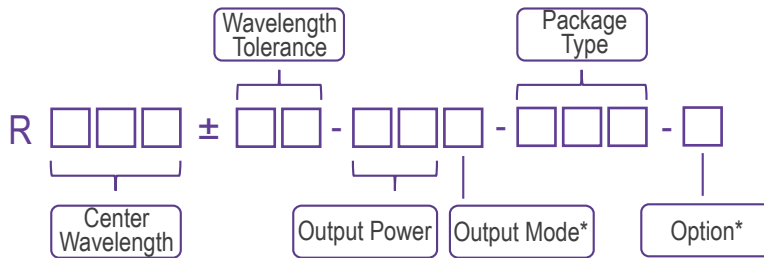 Wavelength
Tolerance
Package
Type
R ± - - -
Center
Wavelength
Output Power
Output Mode*
Option*